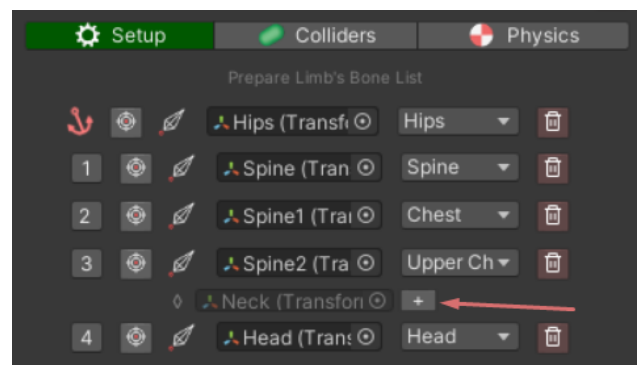 Setup Colliders Physics
Prepare Limb's Bone List
Hips (Transf Hips
1 Spine (Tran Spine
2 Spine1 (Tra Chest
3 Spine2 (Tra Upper Ch
Neck (Transfor +
4 Head (Trans Head